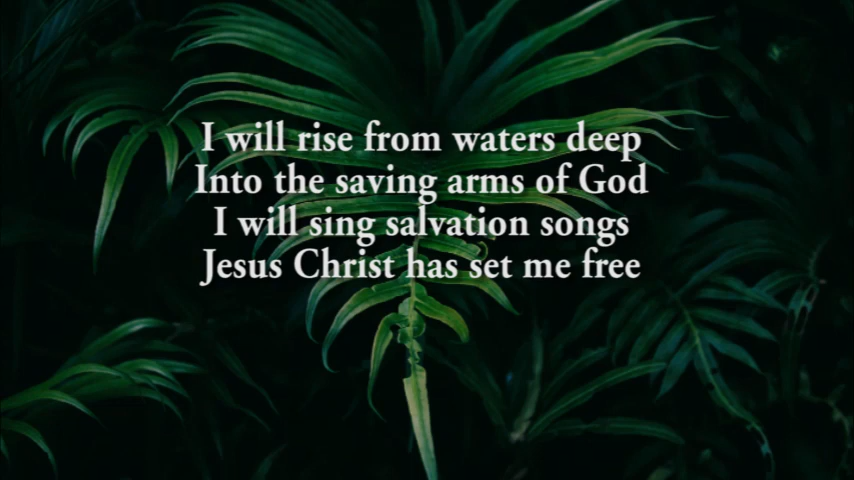 I will rise from waters deep
Into the saving arms of God
I will sing salvation songs
Jesus Christ has set me free